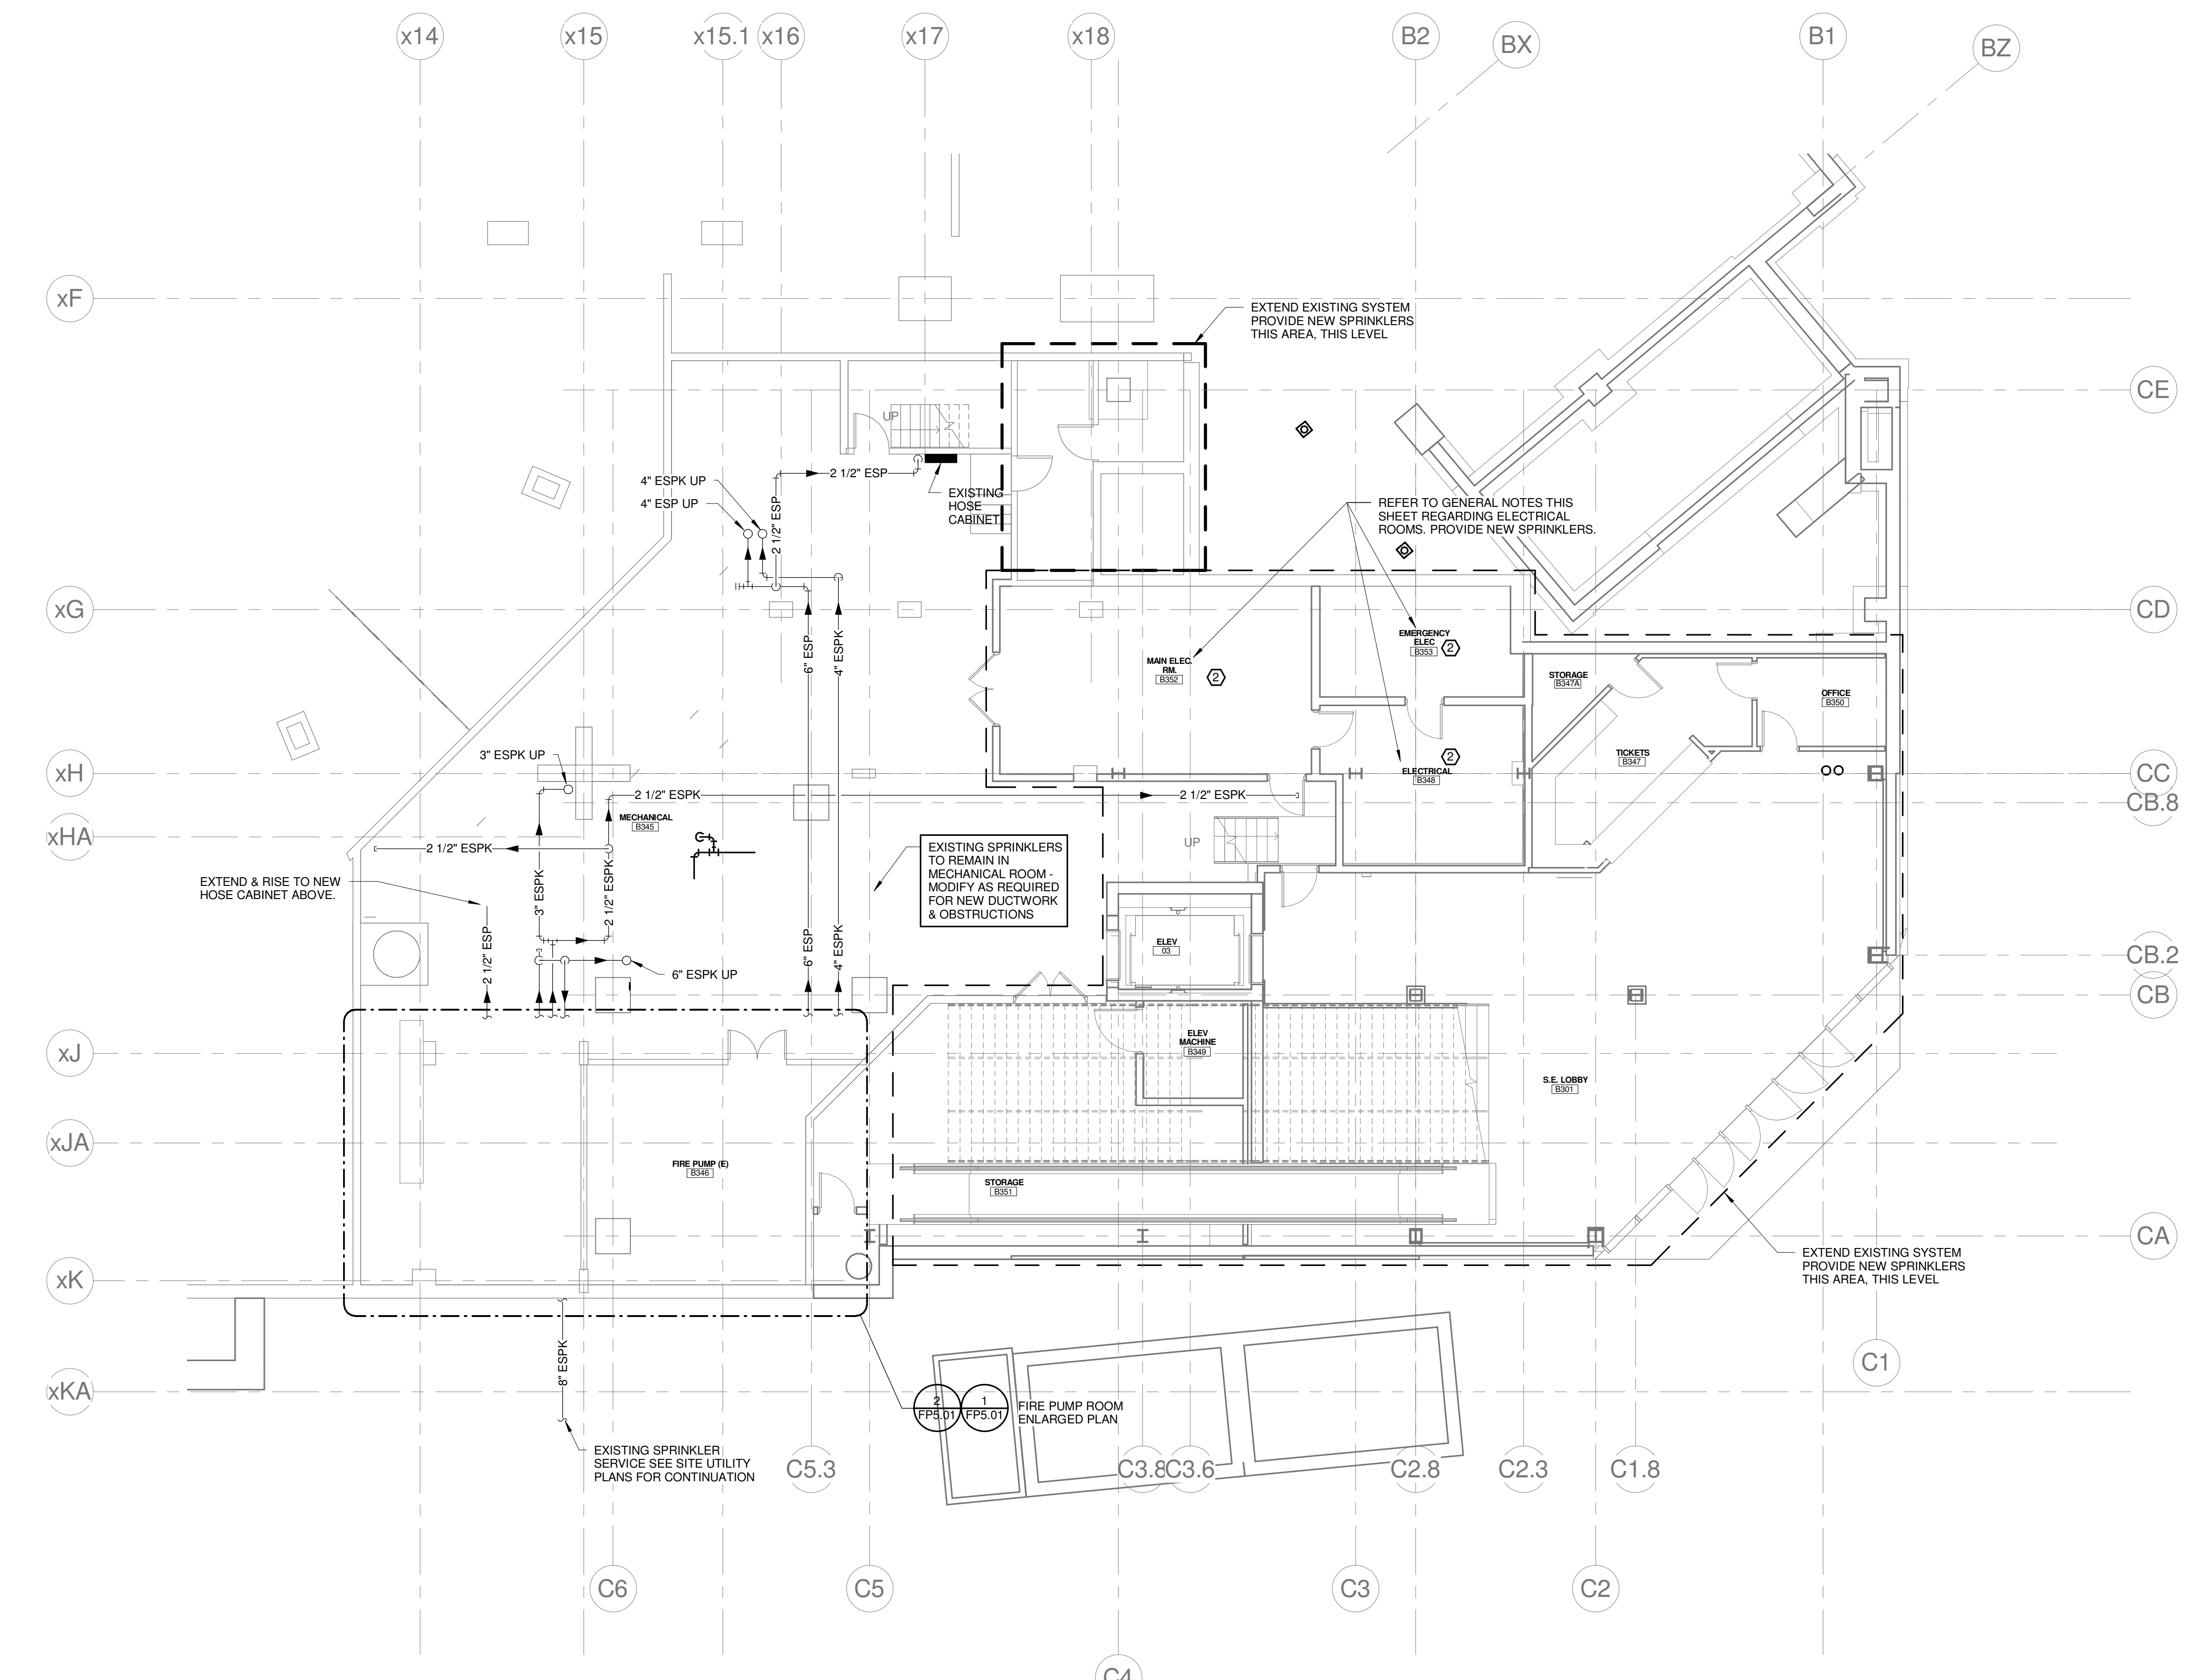 x14
x15
x15.1
x16
x17
x18
B2
BX
B1
BZ
xF
EXTEND EXISTING SYSTEM
PROVIDE NEW SPRINKLERS
THIS AREA, THIS LEVEL
CE
UP
4" ESPK UP
4" ESP UP
2 1/2" ESP
2 1/2" ESP
EXISTING
HOSE
CABINET
REFER TO GENERAL NOTES THIS
SHEET REGARDING ELECTRICAL
ROOMS. PROVIDE NEW SPRINKLERS.
xG
CD
6" ESP
4" ESPK
MAIN ELEC.
RM.
B352
2
EMERGENCY
ELEC
B353
2
STORAGE
B347A
OFFICE
B350
3" ESPK UP
TICKETS
B347
2
ELECTRICAL
B348
xH
CC
CB.8
2 1/2" ESPK
2 1/2" ESPK
MECHANICAL
B345
xHA
2 1/2" ESPK
UP
EXISTING SPRINKLERS
TO REMAIN IN
MECHANICAL ROOM -
MODIFY AS REQUIRED
FOR NEW DUCTWORK
& OBSTRUCTIONS
EXTEND & RISE TO NEW
HOSE CABINET ABOVE.
3" ESPK
2 1/2" ESPK
2 1/2" ESP
6" ESP
4" ESPK
ELEV
03
CB.2
6" ESPK UP
CB
ELEV
MACHINE
B349
xJ
S.E. LOBBY
B301
xJA
FIRE PUMP (E)
B346
STORAGE
B351
CA
xK
EXTEND EXISTING SYSTEM
PROVIDE NEW SPRINKLERS
THIS AREA, THIS LEVEL
8" ESPK
C1
xKA
2
FP5.01
1
FP5.01
FIRE PUMP ROOM
ENLARGED PLAN
EXISTING SPRINKLER
SERVICE SEE SITE UTILITY
PLANS FOR CONTINUATION
C5.3
C3.8
C3.6
C2.8
C2.3
C1.8
C6
C5
C3
C2
C4